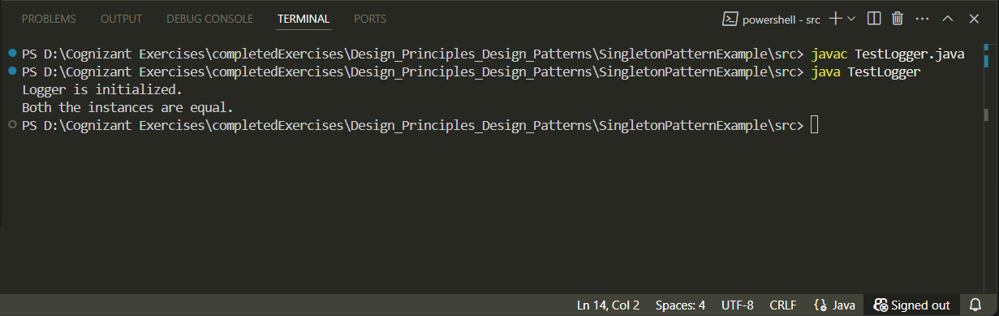 PROBLEMS OUTPUT DEBUG CONSOLE TERMINAL PORTS powershell - src
PS D:\Cognizant Exercises\completedExercises\Design_Principles_Design_Patterns\SingletonPatternExample\src> javac TestLogger.java
PS D:\Cognizant Exercises\completedExercises\Design_Principles_Design_Patterns\SingletonPatternExample\src> java TestLogger
Logger is initialized.
Both the instances are equal.
PS D:\Cognizant Exercises\completedExercises\Design_Principles_Design_Patterns\SingletonPatternExample\src>
Ln 14, Col 2 Spaces: 4 UTF-8 CRLF Java Signed out